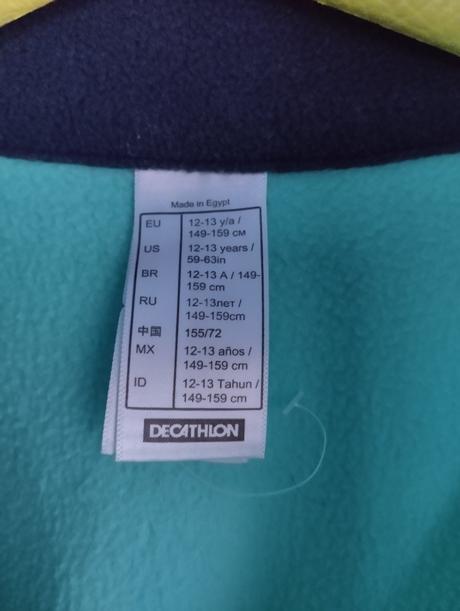 Made in Egypt
EU 12-13 y/a /
149-159 см
US 12-13 years /
59-63in
BR 12-13 A / 149-
159 cm
RU 12-13лет /
149-159cm
中国 155/72
MX 12-13 años /
149-159 cm
ID 12-13 Tahun /
149-159 cm
DECATHLON